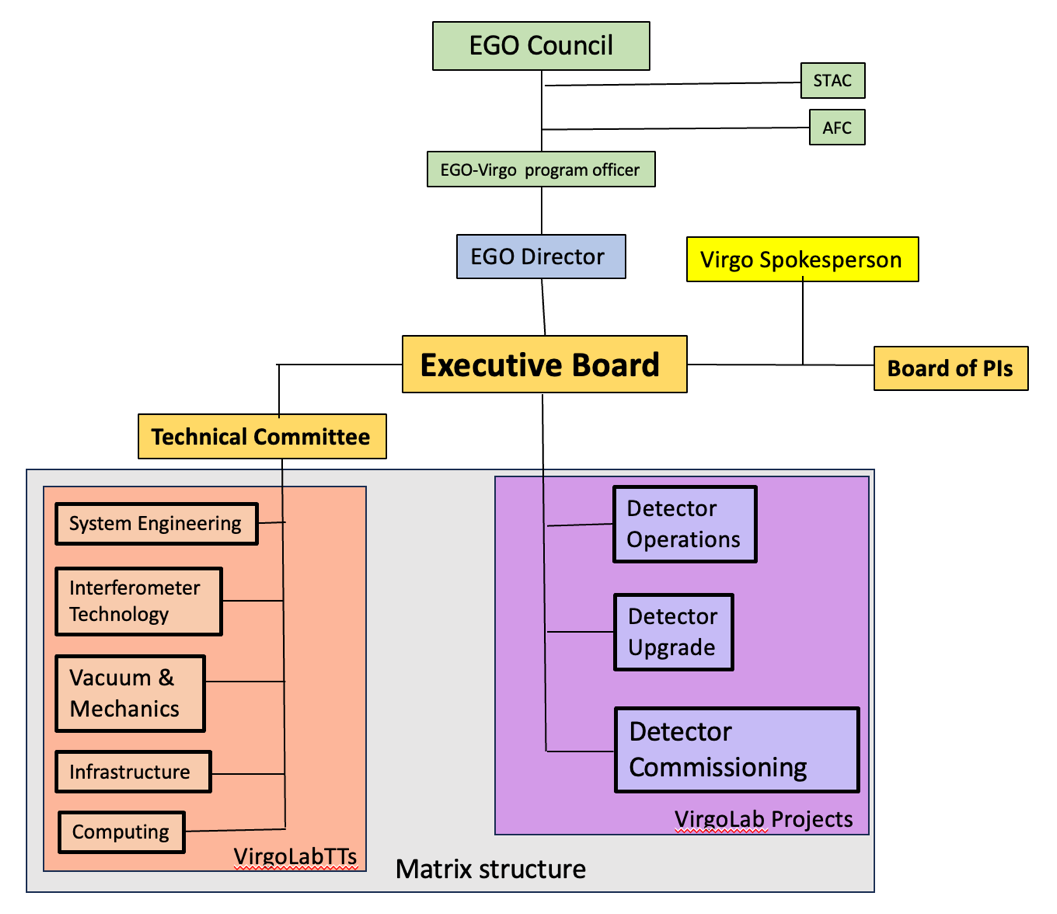 EGO Council
STAC
AFC
EGO-Virgo program officer
EGO Director
Virgo Spokesperson
Executive Board
Board of PIs
Technical Committee
System Engineering
Interferometer
Technology
Vacuum &
Mechanics
Infrastructure
Computing
VirgoLabTTs
Detector
Operations
Detector
Upgrade
Detector
Commissioning
VirgoLab Projects
Matrix structure